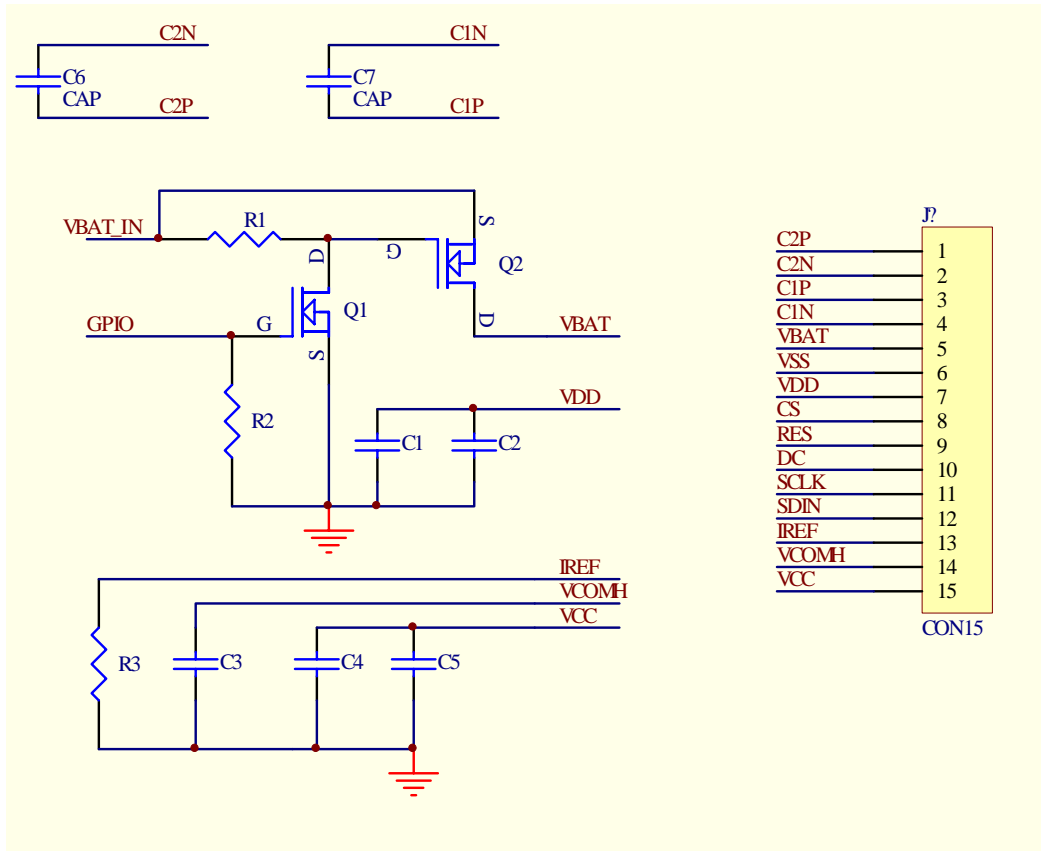 C2N
C6
CAP
C2P
C1N
C7
CAP
C1P
VBAT_IN
R1
S
D
G
Q2
GPIO
G
Q1
S
D
VBAT
R2
VDD
C1
C2
IREF
VCOMH
VCC
R3
C3
C4
C5
J?
C2P 1
C2N 2
C1P 3
C1N 4
VBAT 5
VSS 6
VDD 7
CS 8
RES 9
DC 10
SCLK 11
SDIN 12
IREF 13
VCOMH 14
VCC 15
CON15